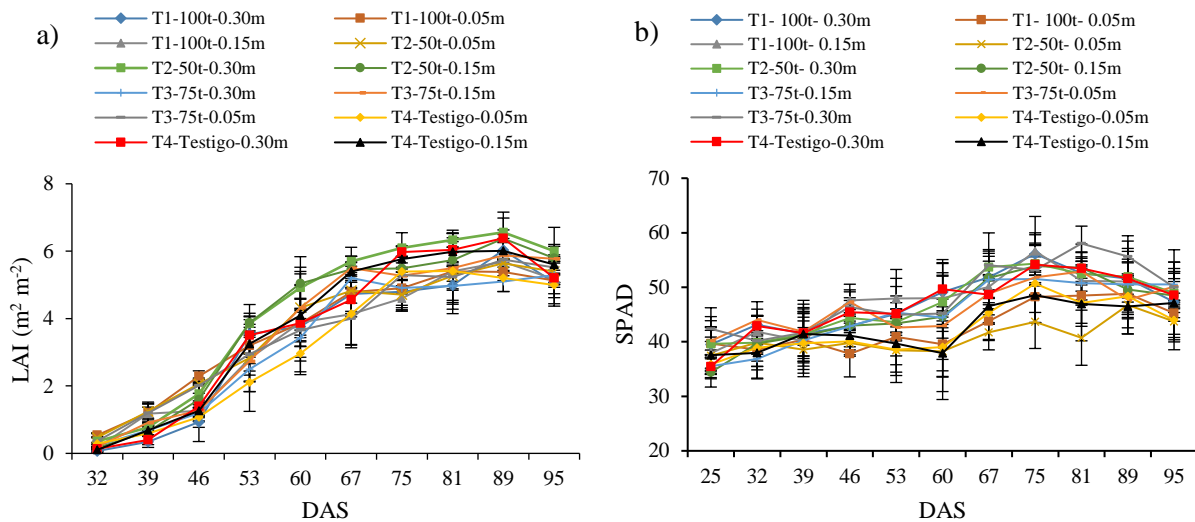 a)
T1-100t-0.30m T1-100t-0.05m
T1-100t-0.15m T2-50t-0.05m
T2-50t-0.30m T2-50t-0.15m
T3-75t-0.30m T3-75t-0.15m
T3-75t-0.05m T4-Testigo-0.05m
T4-Testigo-0.30m T4-Testigo-0.15m
LAI (m² m⁻²)
8
6
4
2
0
32 39 46 53 60 67 75 81 89 95
DAS
b)
T1- 100t- 0.30m T1- 100t- 0.05m
T1-100t- 0.15m T2-50t- 0.05m
T2-50t- 0.30m T2-50t- 0.15m
T3-75t- 0.15m T3-75t- 0.05m
T3-75t- 0.30m T4-Testigo- 0.05m
T4-Testigo- 0.30m T4-Testigo- 0.15m
SPAD
70
60
50
40
30
20
25 32 39 46 53 60 67 75 81 89 95
DAS